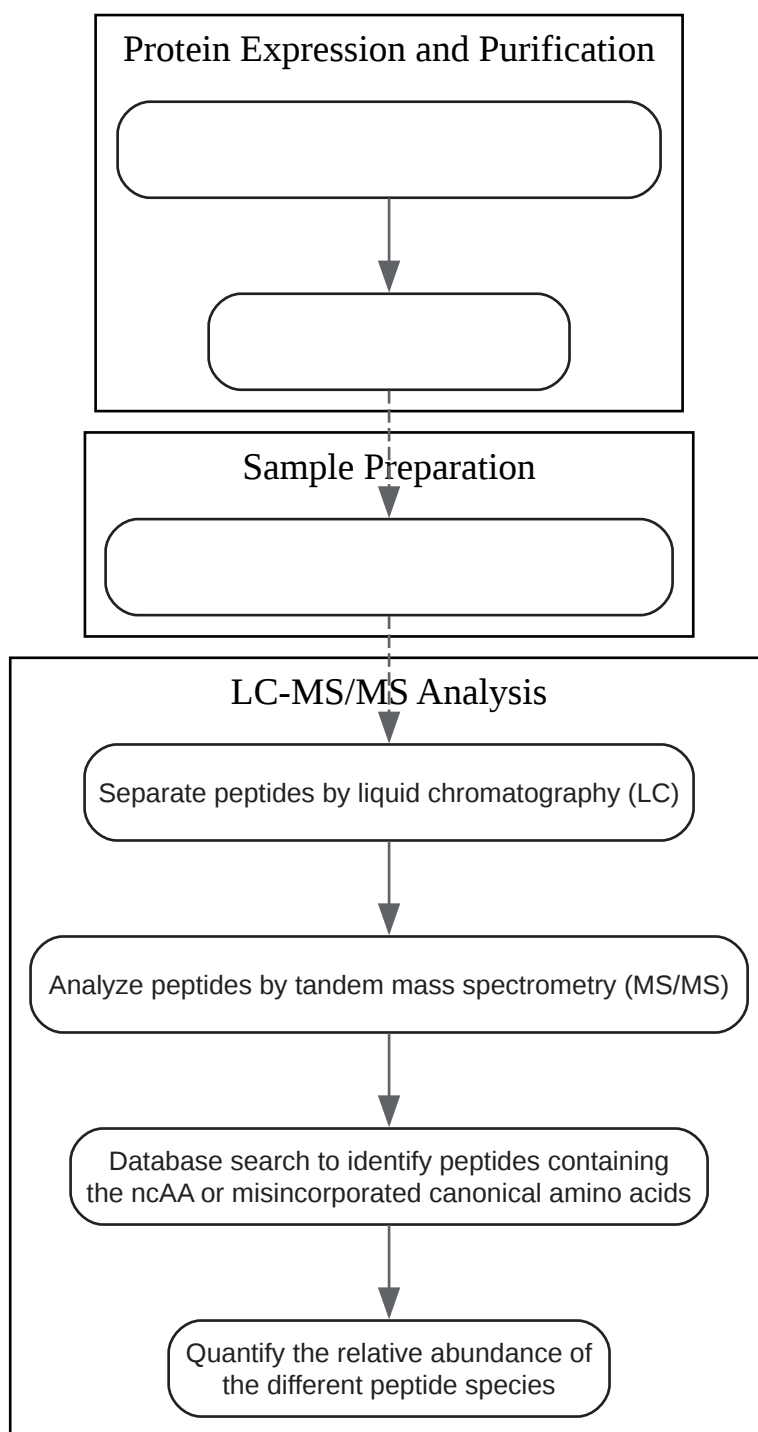 Protein Expression and Purification
Sample Preparation
LC-MS/MS Analysis
Separate peptides by liquid chromatography (LC)
Analyze peptides by tandem mass spectrometry (MS/MS)
Database search to identify peptides containing
the ncAA or misincorporated canonical amino acids
Quantify the relative abundance of
the different peptide species